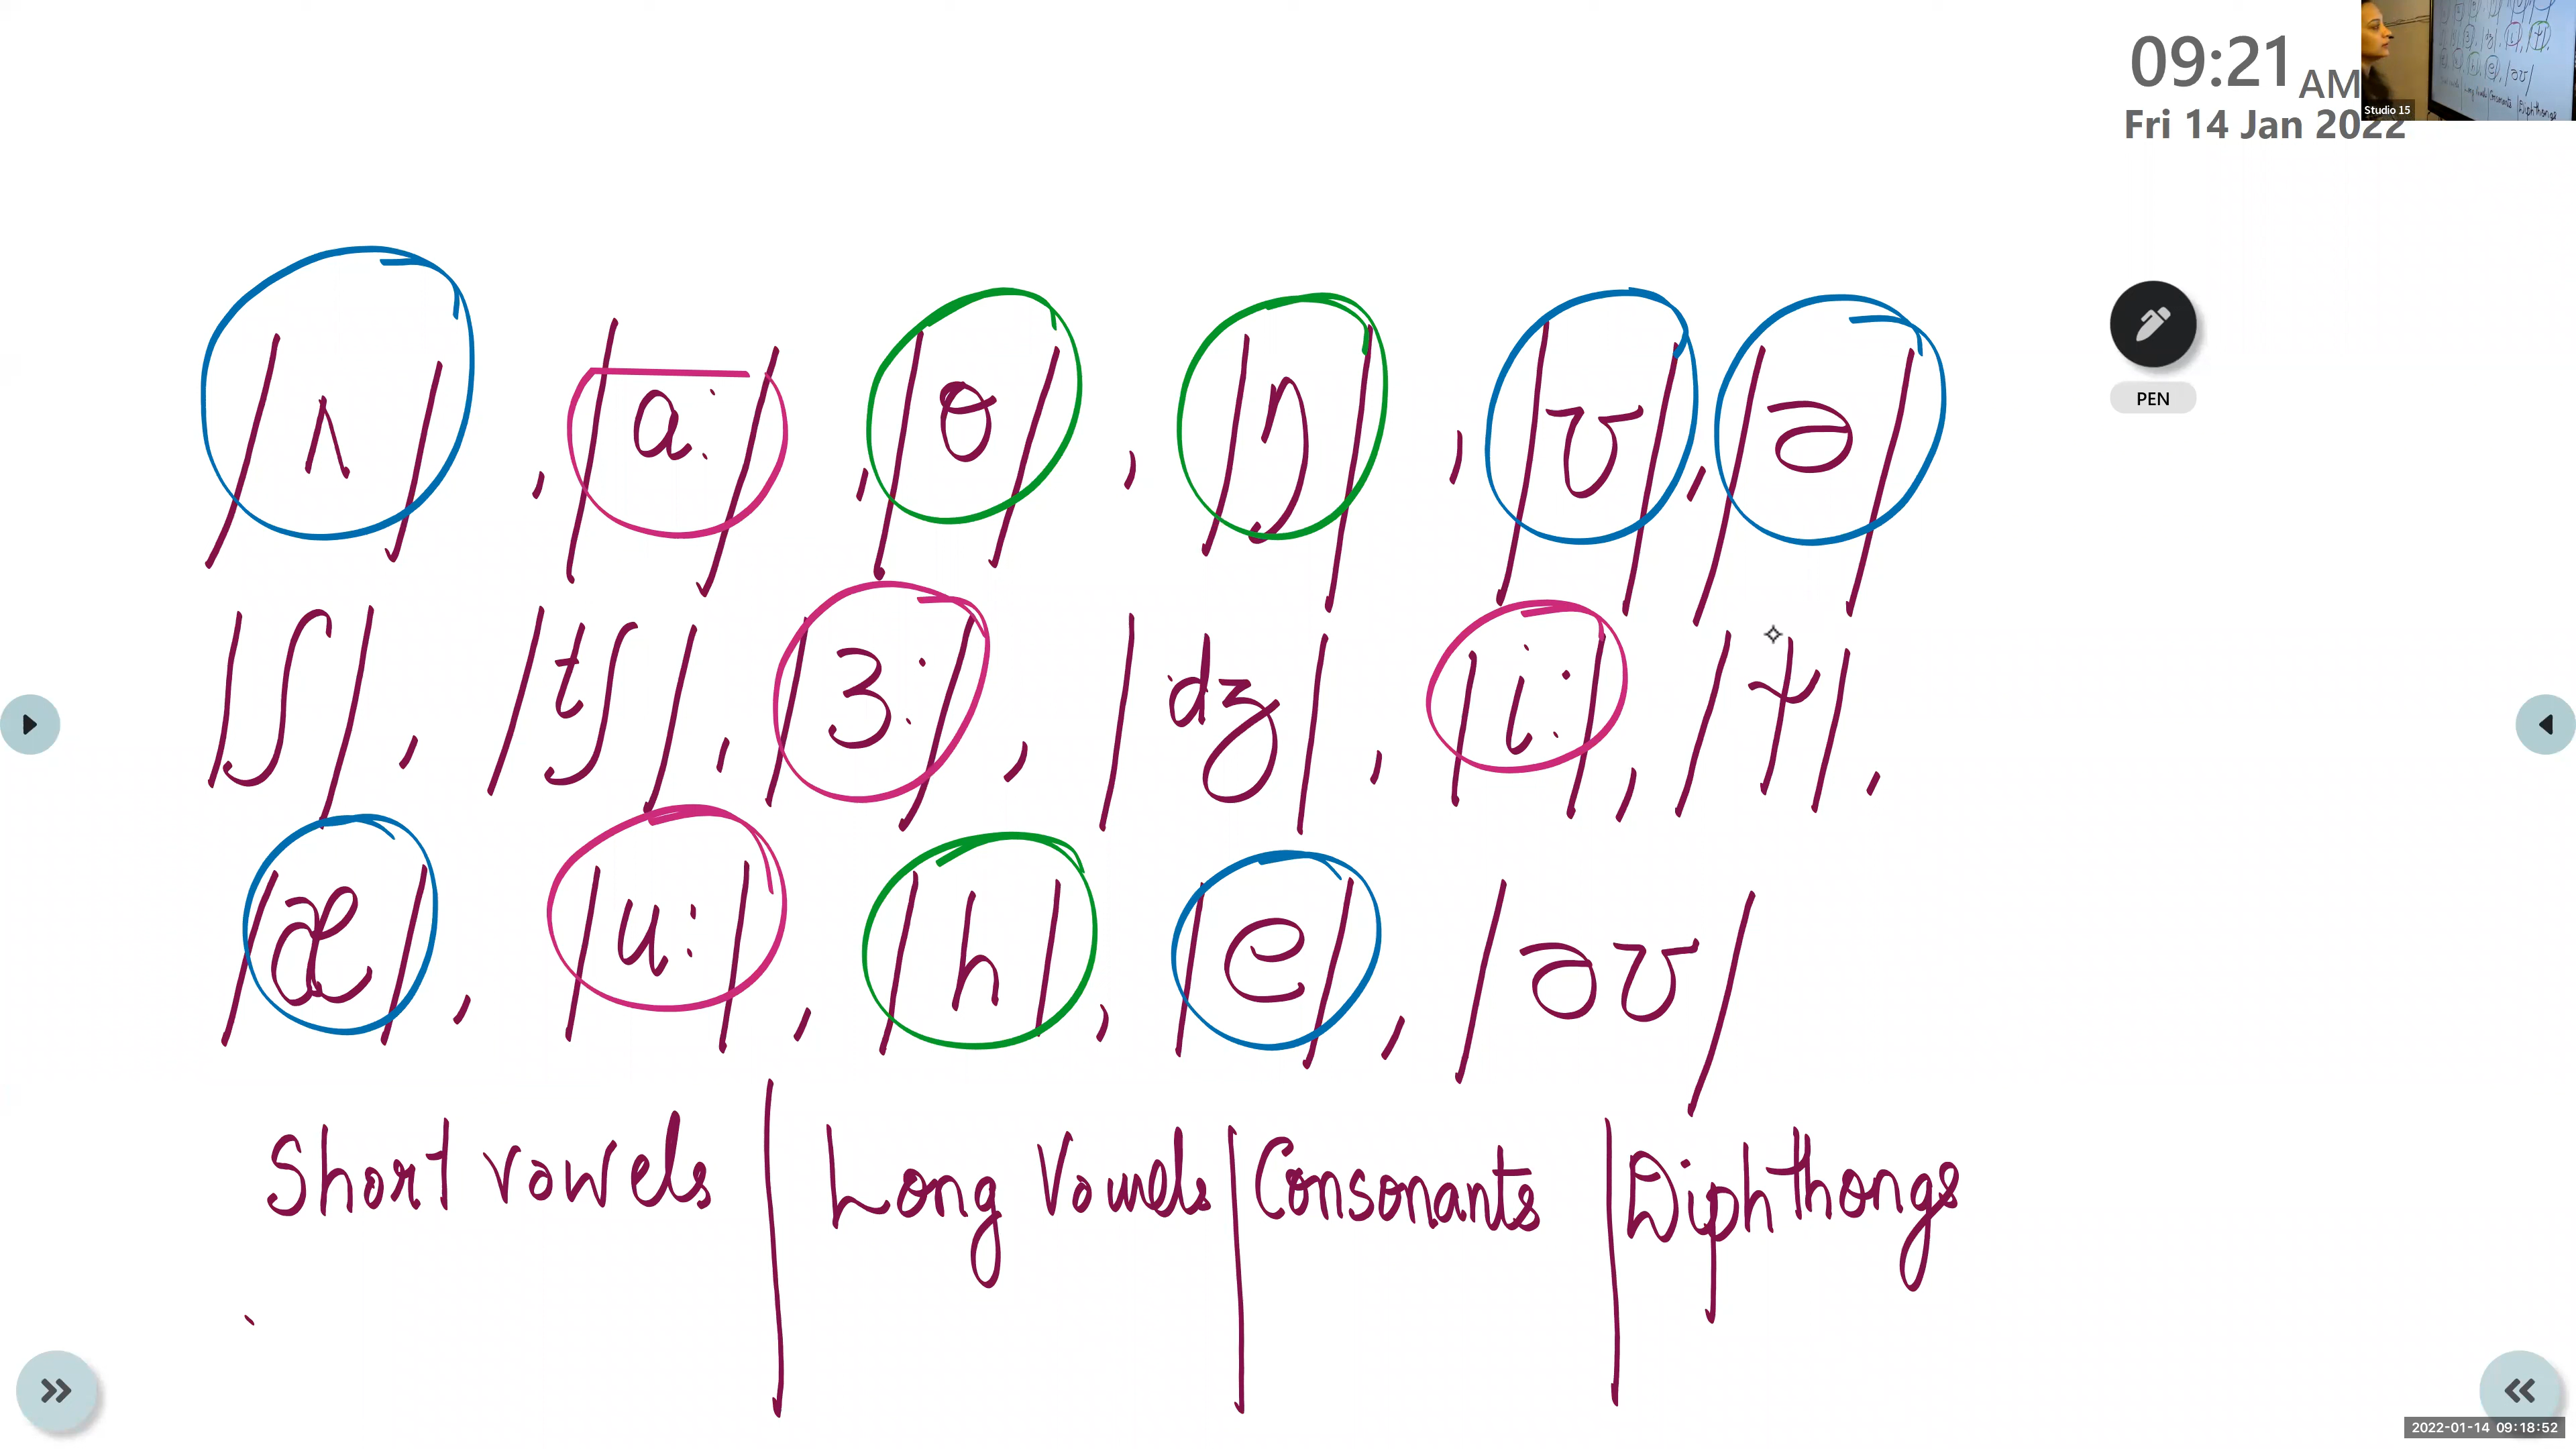 09:21 AM
Fri 14 Jan 2022
Studio 15
/ʌ/, /a:/, /θ/, /ŋ/, /ʊ/, /ə/
PEN
/ʃ/, /tʃ/, /3:/, /dʒ/, /i:/, /r/,
/æ/, /u:/, /h/, /e/, /əʊ/
Short vowels | Long Vowels | Consonants | Diphthongs
2022-01-14 09:18:52